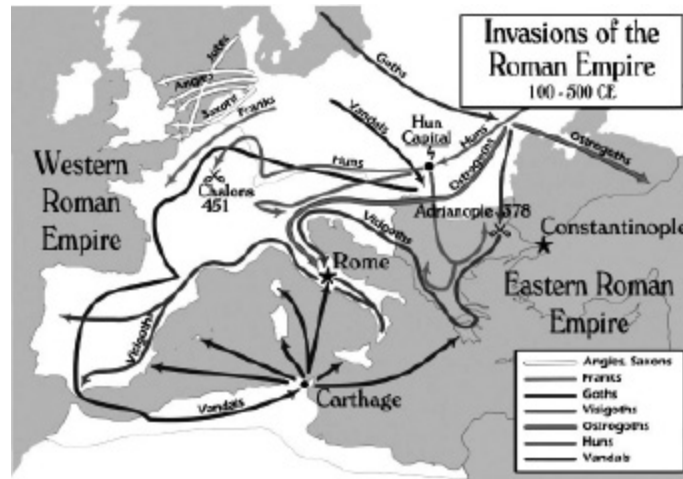 Invasions of the
Roman Empire
100 - 500 CE
Jutes
Angles
Saxons
Franks
Goths
Vandals
Hun
Capital
Huns
Ostrogoths
Huns
Ostrogoths
Western
Roman
Empire
Chalons
451
Adrianople 378
Visigoths
Constantinople
Rome
Eastern Roman
Empire
Visigoths
Vandals
Carthage
Angles, Saxons
Franks
Goths
Visigoths
Ostrogoths
Huns
Vandals